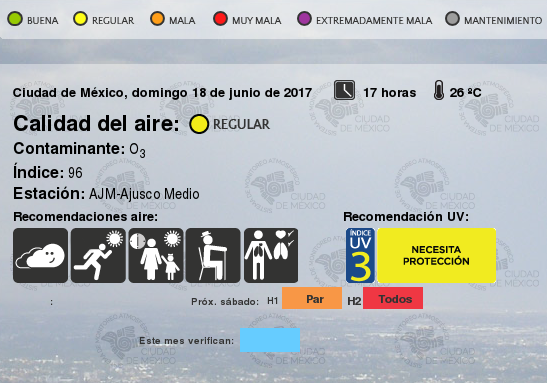 BUENA REGULAR MALA MUY MALA EXTREMADAMENTE MALA MANTENIMIENTO
Ciudad de México, domingo 18 de junio de 2017 17 horas 26 ºC
Calidad del aire: REGULAR
Contaminante: O3
Índice: 96
Estación: AJM-Ajusco Medio
Recomendaciones aire: Recomendación UV:
ÍNDICE UV 3 NECESITA PROTECCIÓN
: Próx. sábado: H1 Par H2 Todos
Este mes verifican: